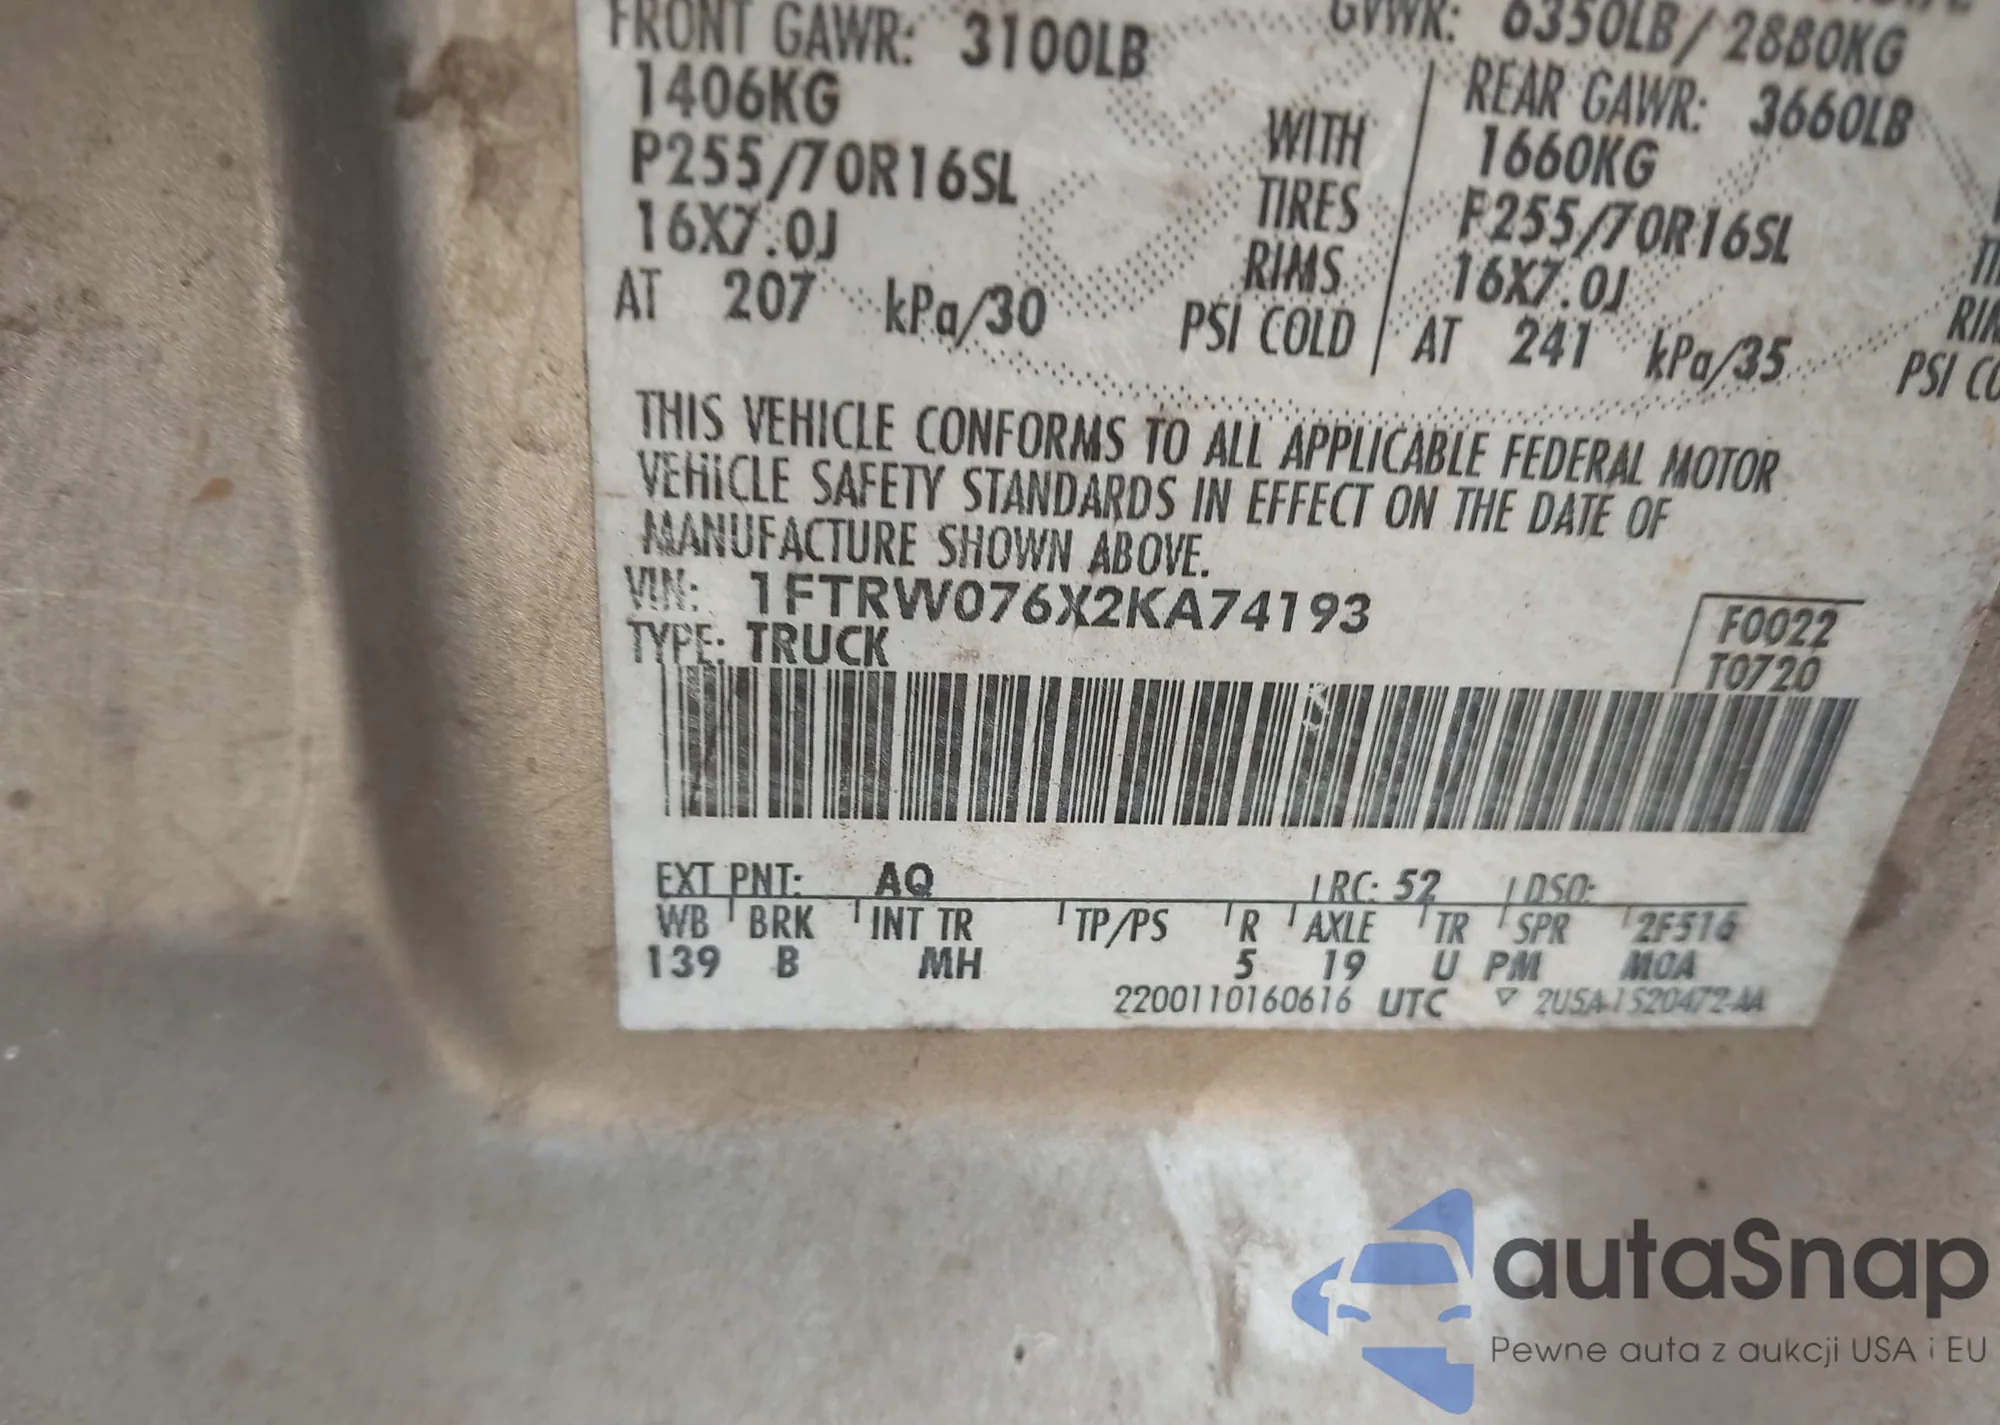 FRONT GAWR: 3100LB
1406KG WITH
P255/70R16SL TIRES
16X7.0J RIMS
AT 207 kPa/30 PSI COLD
GVWR: 6350LB/2880KG
REAR GAWR: 3660LB
1660KG
P255/70R16SL
16X7.0J
AT 241 kPa/35
THIS VEHICLE CONFORMS TO ALL APPLICABLE FEDERAL MOTOR
VEHICLE SAFETY STANDARDS IN EFFECT ON THE DATE OF
MANUFACTURE SHOWN ABOVE.
VIN: 1FTRW076X2KA74193
TYPE: TRUCK
F0022
T0720
EXT PNT: AQ RC: 52 DSO:
WB BRK INT TR TP/PS R AXLE TR SPR 2F516
139 B MH 5 19 U PM MOA
2200110160616 UTC ▽ 2U5A-1520472-AA
autaSnap
Pewne auta z aukcji USA i EU